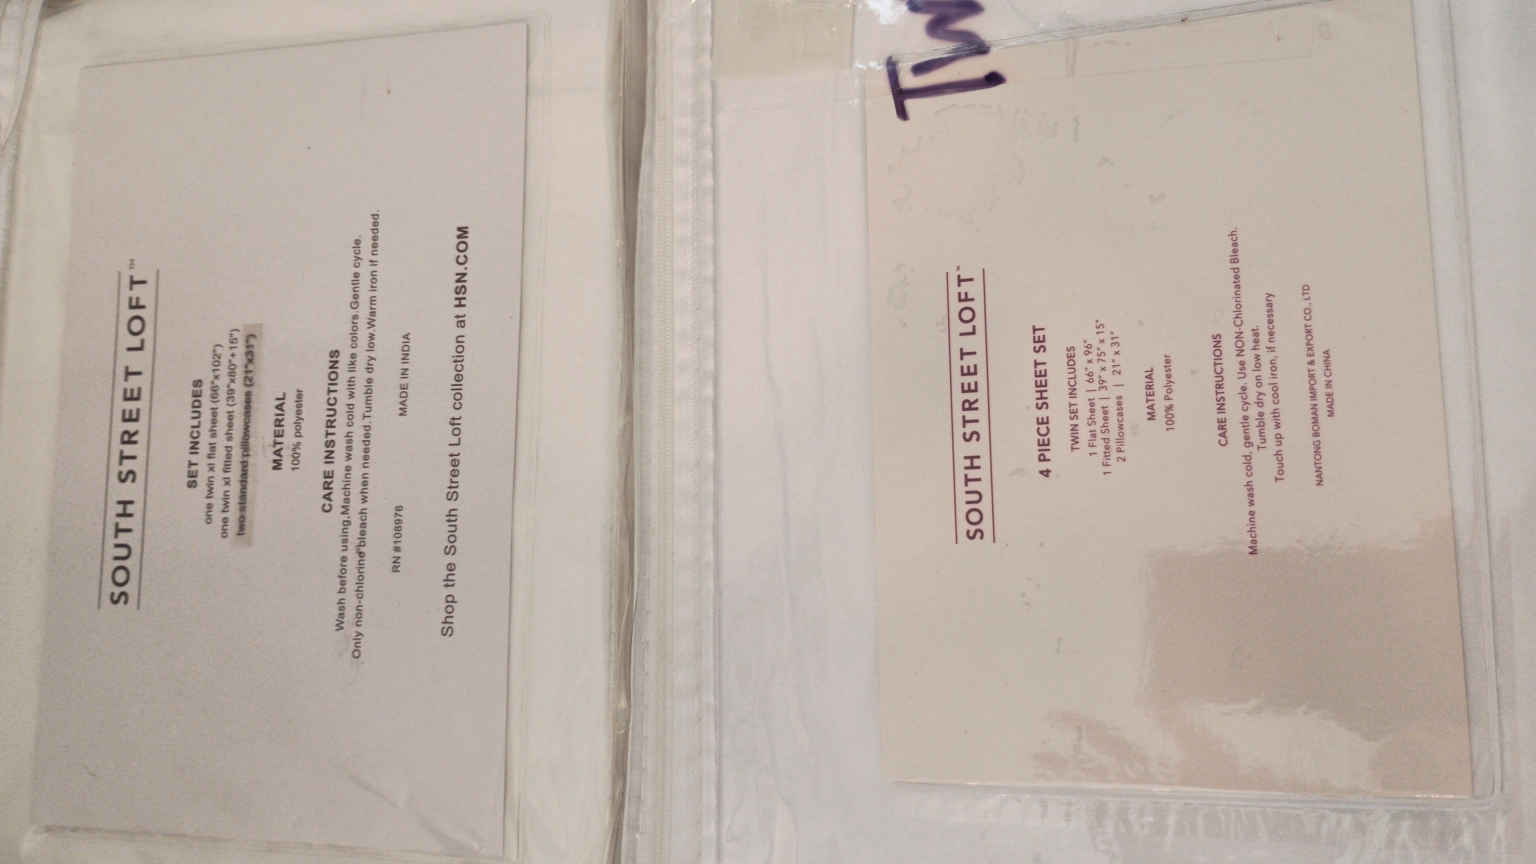 SOUTH STREET LOFT™
SET INCLUDES
one twin xl flat sheet (66"x102")
one twin xl fitted sheet (39"x80"+15")
two standard pillowcases (21"x31")
MATERIAL
100% polyester
CARE INSTRUCTIONS
Wash before using.Machine wash cold with like colors.Gentle cycle.
Only non-chlorine bleach when needed.Tumble dry low.Warm iron if needed.
RN #106976 MADE IN INDIA
Shop the South Street Loft collection at HSN.COM
TW
SOUTH STREET LOFT™
4 PIECE SHEET SET
TWIN SET INCLUDES
1 Flat Sheet | 66" x 96"
1 Fitted Sheet | 39" x 75" x 15"
2 Pillowcases | 21" x 31"
MATERIAL
100% Polyester
CARE INSTRUCTIONS
Machine wash cold, gentle cycle. Use NON-Chlorinated Bleach.
Tumble dry on low heat.
Touch up with cool iron, if necessary
NANTONG BOMAN IMPORT & EXPORT CO., LTD
MADE IN CHINA